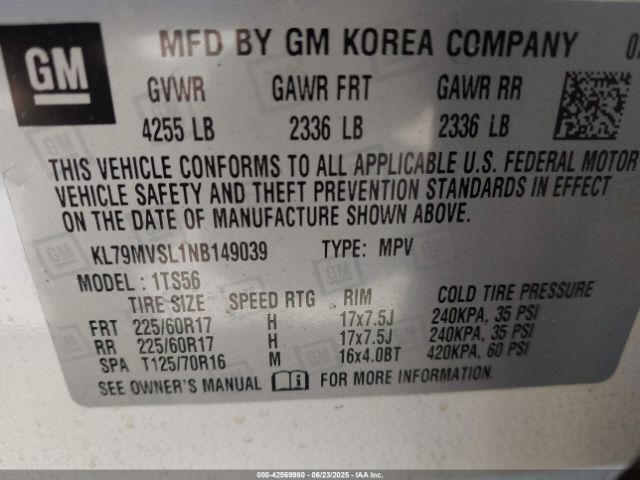 GM MFD BY GM KOREA COMPANY
GVWR GAWR FRT GAWR RR
4255 LB 2336 LB 2336 LB
THIS VEHICLE CONFORMS TO ALL APPLICABLE U.S. FEDERAL MOTOR
VEHICLE SAFETY AND THEFT PREVENTION STANDARDS IN EFFECT
ON THE DATE OF MANUFACTURE SHOWN ABOVE.
KL79MVSL1NB149039 TYPE: MPV
MODEL: 1TS56
TIRE SIZE SPEED RTG RIM COLD TIRE PRESSURE
FRT 225/60R17 H 17x7.5J 240KPA, 35 PSI
RR 225/60R17 H 17x7.5J 240KPA, 35 PSI
SPA T125/70R16 M 16x4.0BT 420KPA, 60 PSI
SEE OWNER'S MANUAL FOR MORE INFORMATION.
000-42569980 - 06/23/2025 - IAAI.COM